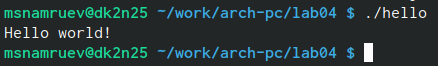 msnamruev@dk2n25 ~/work/arch-pc/lab04 $ ./hello
Hello world!
msnamruev@dk2n25 ~/work/arch-pc/lab04 $